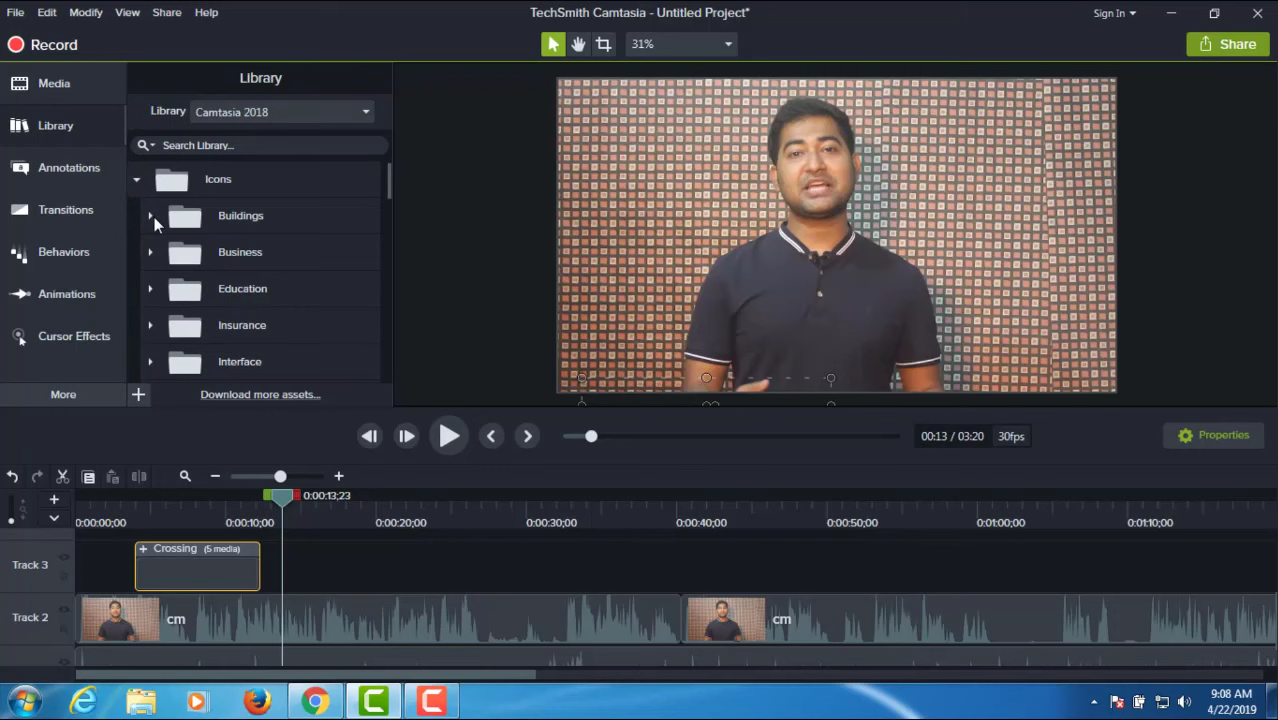 File Edit Modify View Share Help
TechSmith Camtasia - Untitled Project*
Sign In
Record
31%
Share
Media
Library
Annotations
Transitions
Behaviors
Animations
Cursor Effects
More
Library
Library Camtasia 2018
Search Library...
Icons
Buildings
Business
Education
Insurance
Interface
Download more assets...
00:13 / 03:20 30fps
Properties
0:00:13;23
0:00:00;00 0:00:10;00 0:00:20;00 0:00:30;00 0:00:40;00 0:00:50;00 0:01:00;00 0:01:10;00
Track 3
+ Crossing (5 media)
Track 2
cm
cm
9:08 AM
4/22/2019